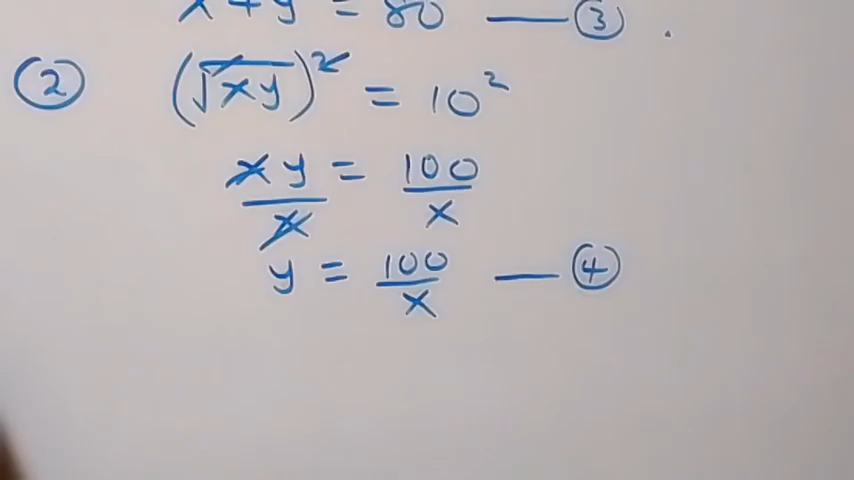 x + y = 80 —— ③
② (√xy)² = 10²
xy/x = 100/x
y = 100/x —— ④